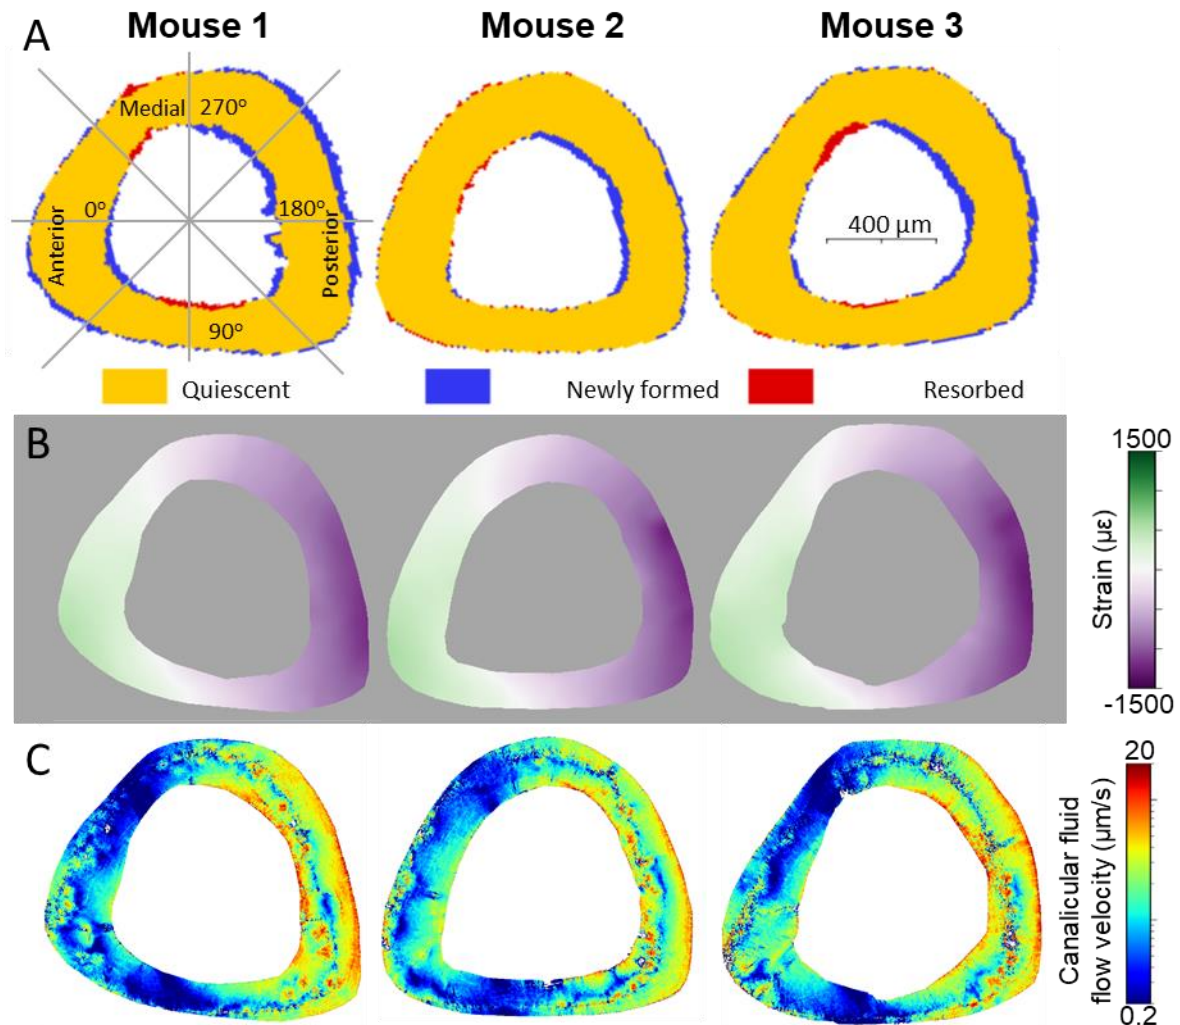 A
Mouse 1
Mouse 2
Mouse 3
Medial
270°
0°
180°
Anterior
Posterior
90°
400 µm
Quiescent
Newly formed
Resorbed
B
1500
Strain (µε)
-1500
C
20
Canalicular fluid
flow velocity (µm/s)
0.2